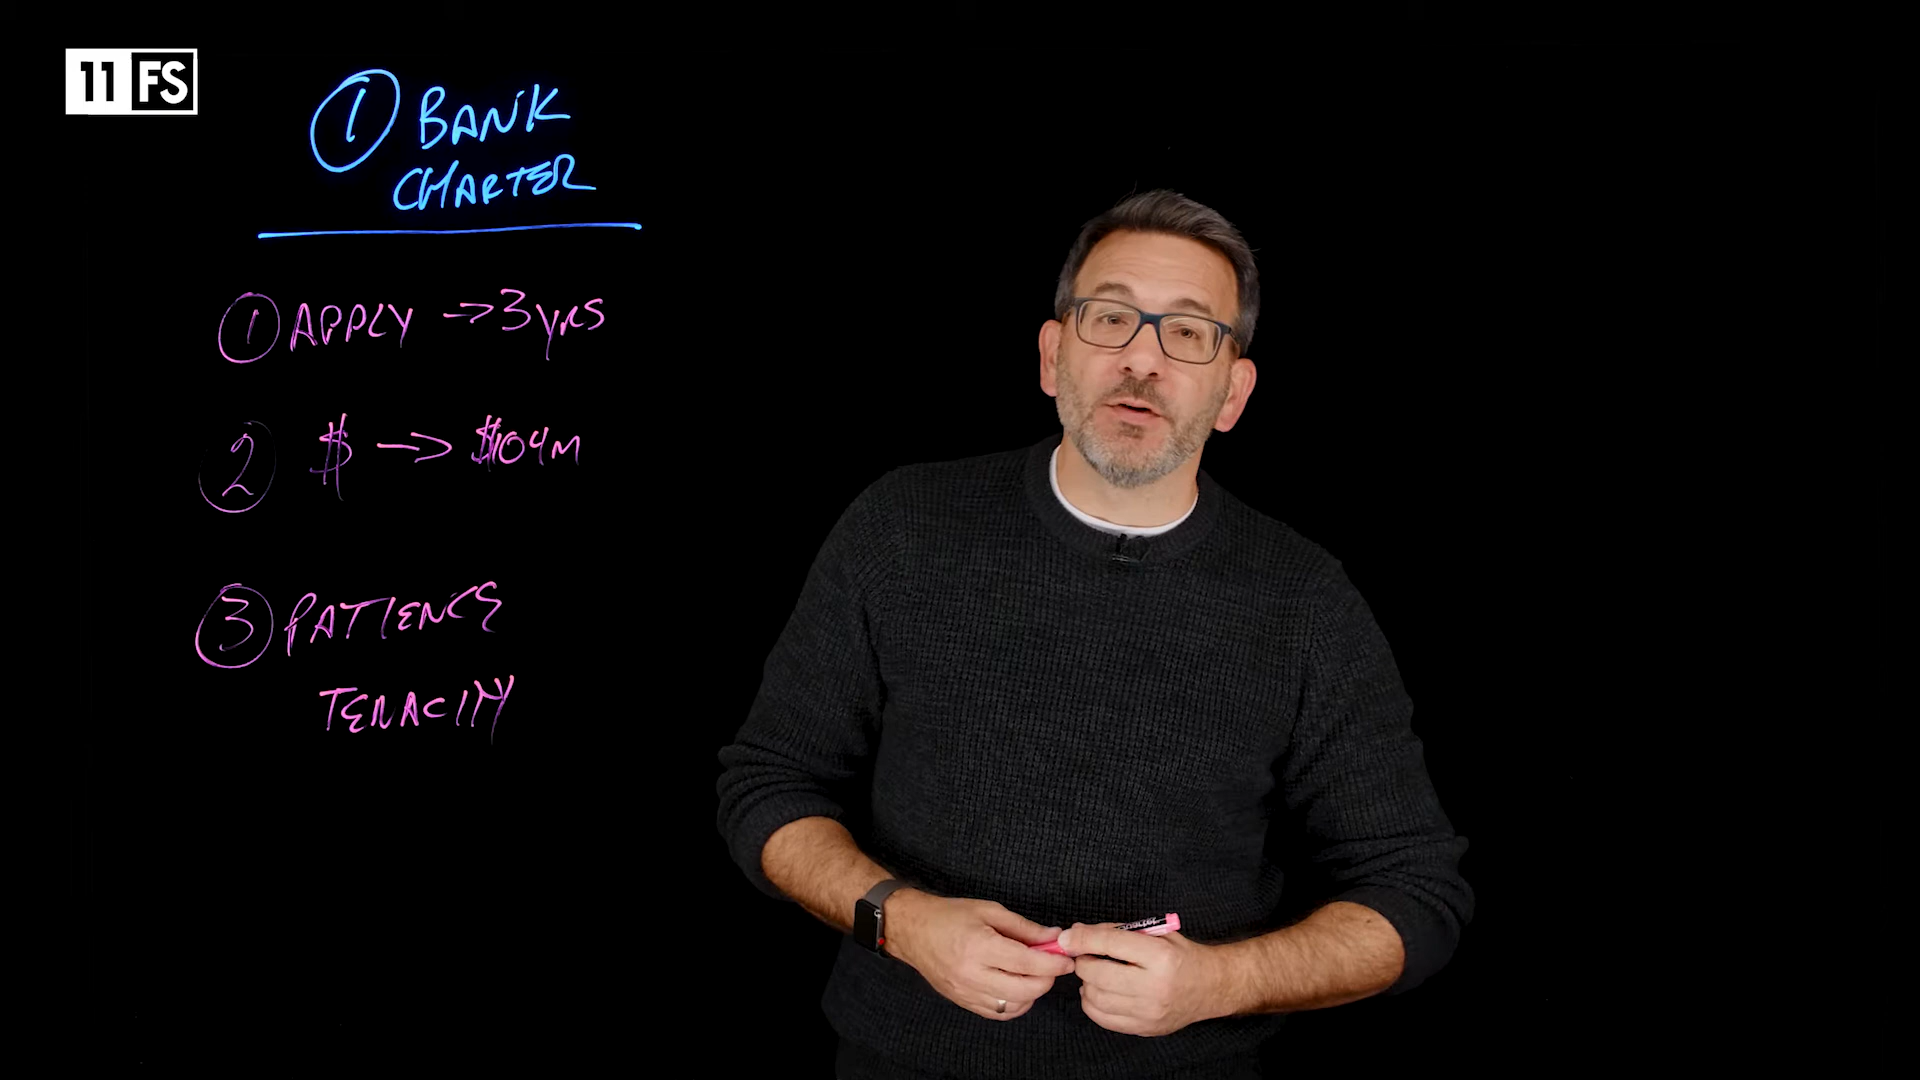 11 FS
① BANK
CHARTER
① APPLY → 3 YRS
② $ → $104M
③ PATIENCE
TENACITY